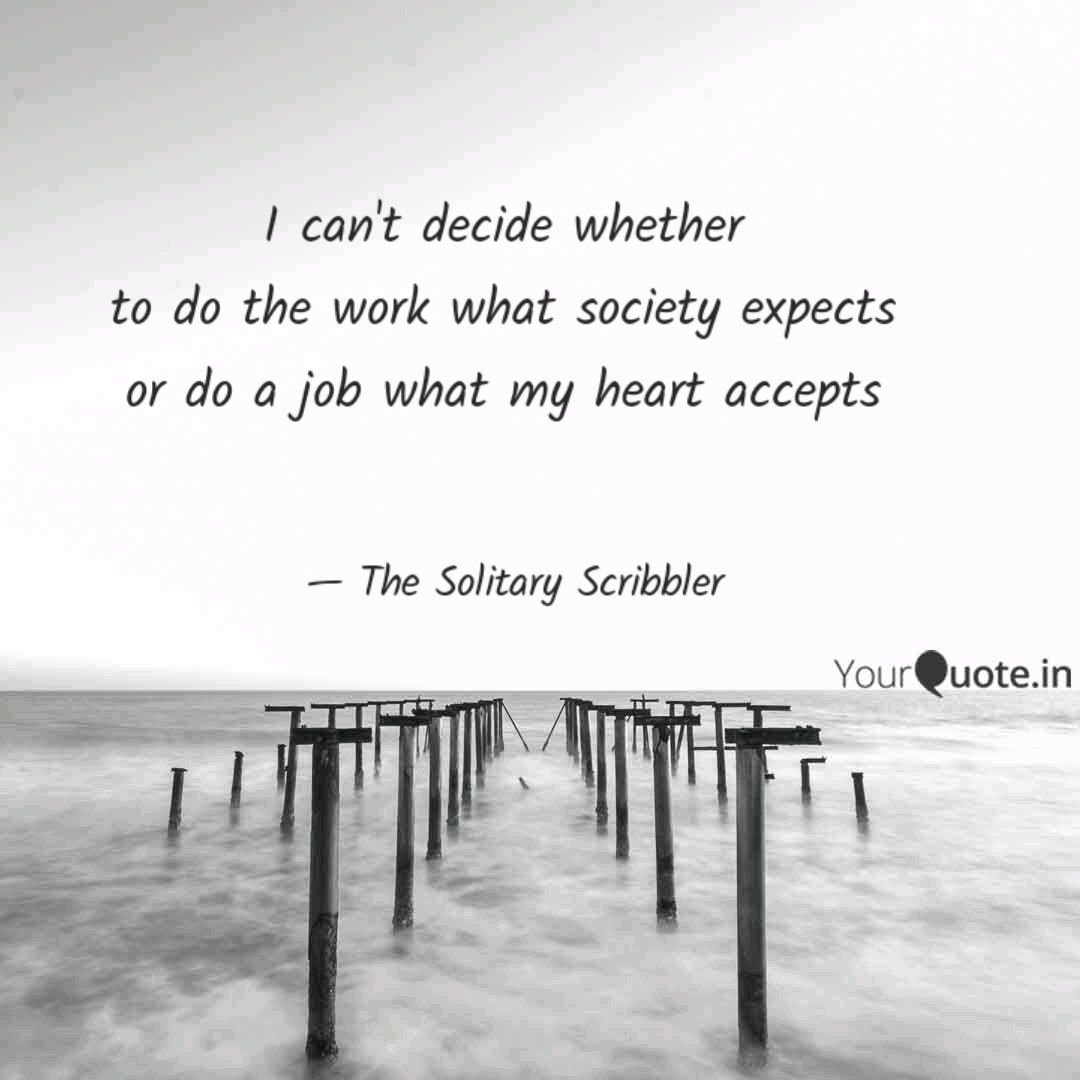 I can't decide whether
to do the work what society expects
or do a job what my heart accepts
— The Solitary Scribbler
YourQuote.in